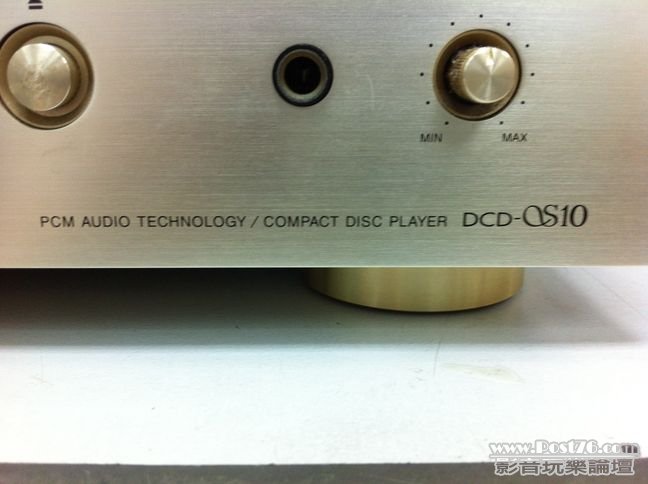 MIN MAX
PCM AUDIO TECHNOLOGY / COMPACT DISC PLAYER DCD-S10
www.Post76.com
影音玩樂論壇